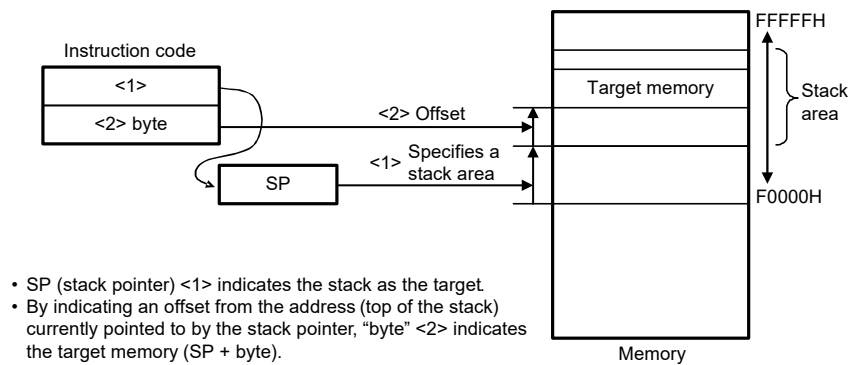 FFFFFH
Instruction code
<1>
Target memory
Stack
area
<2> Offset
<2> byte
Specifies a
<1> stack area
SP
F0000H
• SP (stack pointer) <1> indicates the stack as the target.
• By indicating an offset from the address (top of the stack)
currently pointed to by the stack pointer, “byte” <2> indicates
the target memory (SP + byte).
Memory